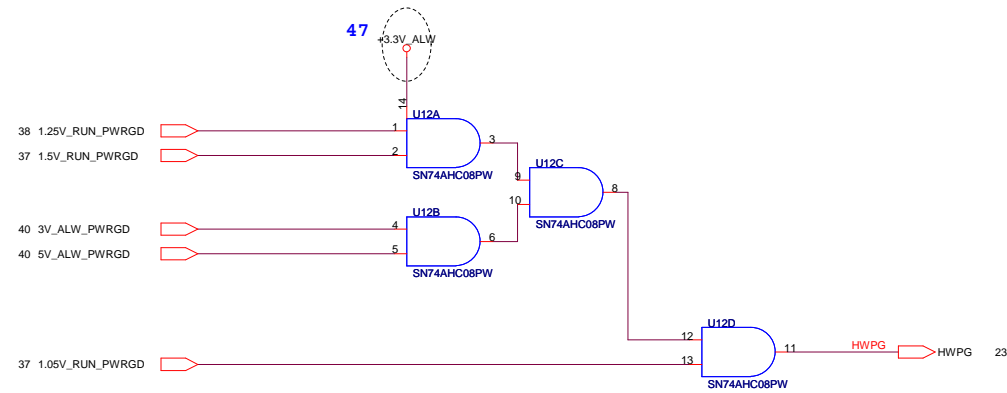 47
+3.3V_ALW
14
U12A
38 1.25V_RUN_PWRGD
1
3
37 1.5V_RUN_PWRGD
2
SN74AHC08PW
U12C
9
8
10
SN74AHC08PW
U12B
40 3V_ALW_PWRGD
4
6
40 5V_ALW_PWRGD
5
SN74AHC08PW
U12D
12
11
HWPG
HWPG 23
37 1.05V_RUN_PWRGD
13
SN74AHC08PW